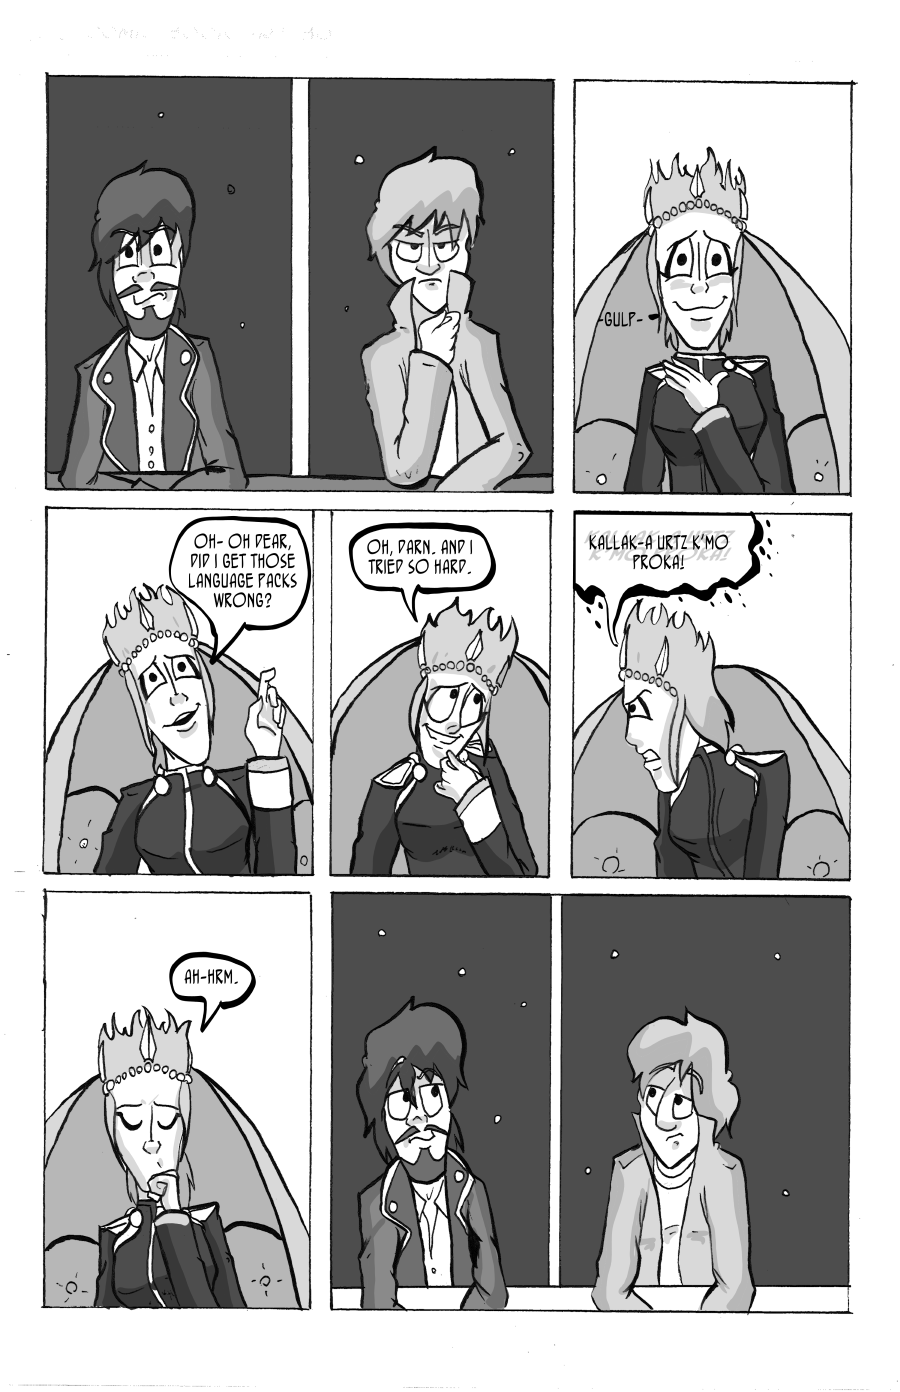 -GULP-
OH- OH DEAR,
DID I GET THOSE
LANGUAGE PACKS
WRONG?
OH, DARN. AND I
TRIED SO HARD.
KALLAK-A URTZ K'MO
PROKA!
AH-HRM.